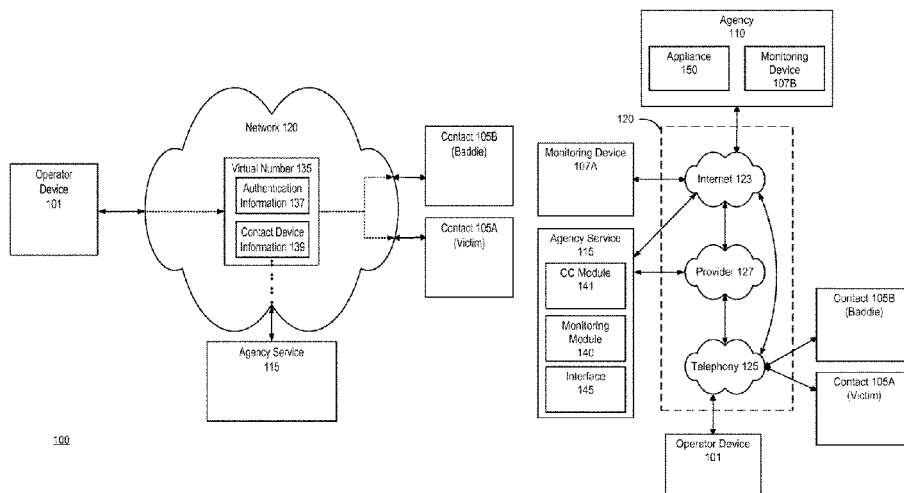 Operator
Device
101
Network 120
Virtual Number 135
Authentication
Information 137
Contact Device
Information 139
Contact 105B
(Baddie)
Contact 105A
(Victim)
Agency Service
115
100
Agency
110
Appliance
150
Monitoring
Device
107B
120
Monitoring Device
107A
Internet 123
Agency Service
115
CC Module
141
Monitoring
Module
140
Interface
145
Provider 127
Telephony 125
Contact 105B
(Baddie)
Contact 105A
(Victim)
Operator Device
101